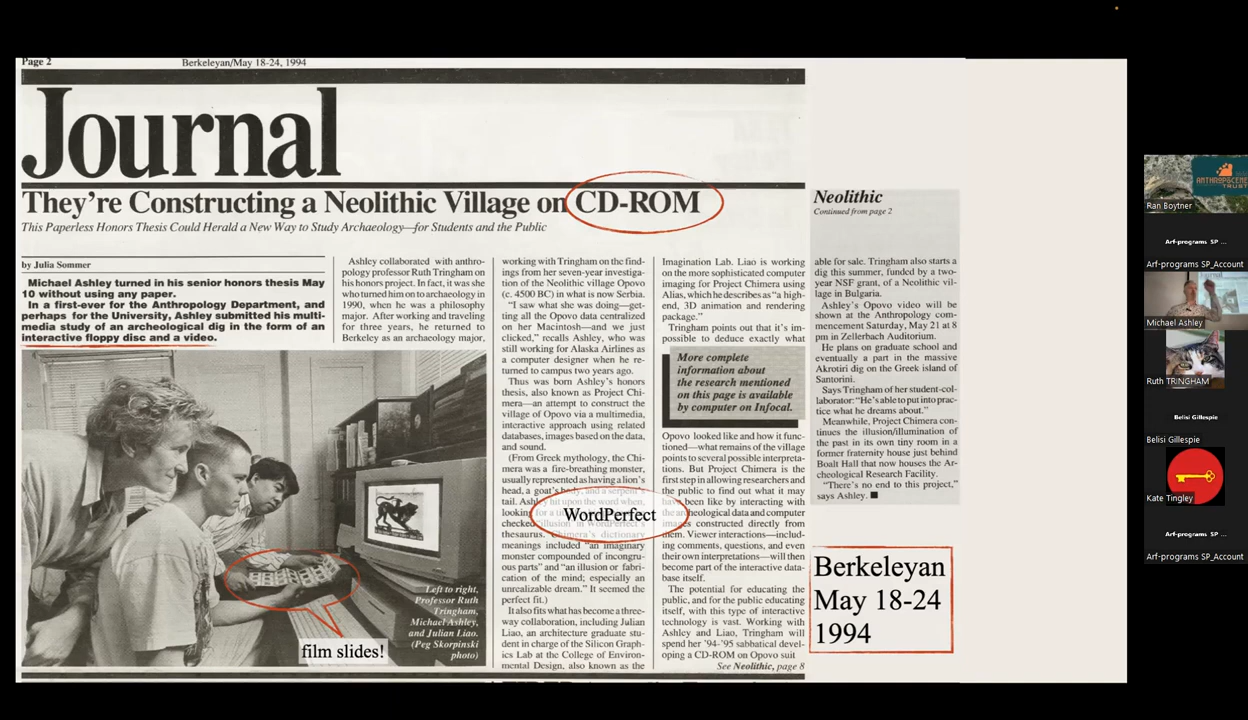 Page 2
Berkeleyan/May 18-24, 1994
Journal
They're Constructing a Neolithic Village on CD-ROM
This Paperless Honors Thesis Could Herald a New Way to Study Archaeology—for Students and the Public
by Julia Sommer
Michael Ashley turned in his senior honors thesis May
10 without using any paper.
In a first-ever for the Anthropology Department, and
perhaps for the University, Ashley submitted his multi-
media study of an archeological dig in the form of an
interactive floppy disc and a video.
Ashley collaborated with anthro-
pology professor Ruth Tringham on
his honors project. In fact, it was she
who turned him on to archaeology in
1990, when he was a philosophy
major. After working and traveling
for three years, he returned to
Berkeley as an archaeology major,
film slides!
Left to right,
Professor Ruth
Tringham,
Michael Ashley,
and Julian Liao.
(Peg Skorpinski
photo)
working with Tringham on the find-
ings from her seven-year investiga-
tion of the Neolithic village Opovo
(c. 4500 BC) in what is now Serbia.
"I saw what she was doing—get-
ting all the Opovo data centralized
on her Macintosh—and we just
clicked," recalls Ashley, who was
still working for Alaska Airlines as
a computer designer when he re-
turned to campus two years ago.
Thus was born Ashley's honors
thesis, also known as Project Chi-
mera—an attempt to construct the
village of Opovo via a multimedia,
interactive approach using related
databases, images based on the data,
and sound.
(From Greek mythology, the Chi-
mera was a fire-breathing monster,
usually represented as having a lion's
head, a goat's body, and a serpent's
tail. Ashley hit upon the word when
looking for a
WordPerfect
checked "illusion" in WordPerfect's
thesaurus. Chimera's dictionary
meanings included "an imaginary
monster compounded of incongru-
ous parts" and "an illusion or fabri-
cation of the mind; especially an
unrealizable dream." It seemed the
perfect fit.)
It also fits what has become a three-
way collaboration, including Julian
Liao, an architecture graduate stu-
dent in charge of the Silicon Graph-
ics Lab at the College of Environ-
mental Design, also known as the
Imagination Lab. Liao is working
on the more sophisticated computer
imaging for Project Chimera using
Alias, which he describes as "a high-
end, 3D animation and rendering
package."
Tringham points out that it's im-
possible to deduce exactly what
More complete
information about
the research mentioned
on this page is available
by computer on Infocal.
Opovo looked like and how it func-
tioned—what remains of the village
points to several possible interpreta-
tions. But Project Chimera is the
first step in allowing researchers and
the public to find out what it may
have been like by interacting with
the archeological data and computer
images constructed directly from
them. Viewer interactions—includ-
ing comments, questions, and even
their own interpretations—will then
become part of the interactive data-
base itself.
The potential for educating the
public, and for the public educating
itself, with this type of interactive
technology is vast. Working with
Ashley and Liao, Tringham will
spend her '94-'95 sabbatical devel-
oping a CD-ROM on Opovo suit
See Neolithic, page 8
Neolithic
Continued from page 2
able for sale. Tringham also starts a
dig this summer, funded by a two-
year NSF grant, of a Neolithic vil-
lage in Bulgaria.
Ashley's Opovo video will be
shown at the Anthropology com-
mencement Saturday, May 21 at 8
pm in Zellerbach Auditorium.
He plans on graduate school and
eventually a part in the massive
Akrotiri dig on the Greek island of
Santorini.
Says Tringham of her student-col-
laborator: "He's able to put into prac-
tice what he dreams about."
Meanwhile, Project Chimera con-
tinues the illusion/illumination of
the past in its own tiny room in a
former fraternity house just behind
Boalt Hall that now houses the Ar-
cheological Research Facility.
"There's no end to this project,"
says Ashley.
Berkeleyan
May 18-24
1994
ANTHROPOCENE
TRUST
Ran Boytner
Arf-programs SP ...
Arf-programs SP_Account
Michael Ashley
Ruth TRINGHAM
Belisi Gillespie
Belisi Gillespie
Kate Tingley
Arf-programs SP ...
Arf-programs SP_Account